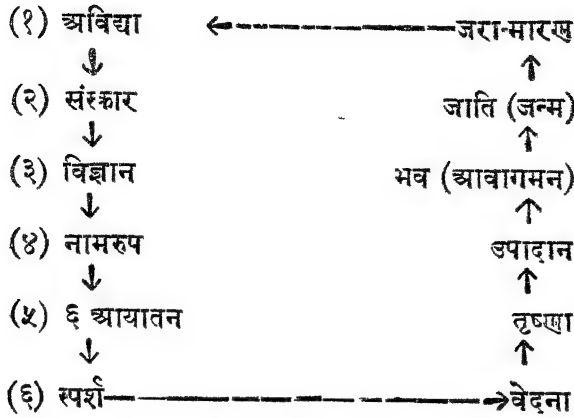 (१) अविद्या ←——— जरा-मारण
↓ ↑
(२) संस्कार जाति (जन्म)
↓ ↑
(३) विज्ञान भव (आवागमन)
↓ ↑
(४) नामरुप उपादान
↓ ↑
(५) ६ आयातन तृष्णा
↓ ↑
(६) स्पर्श ———→ वेदना